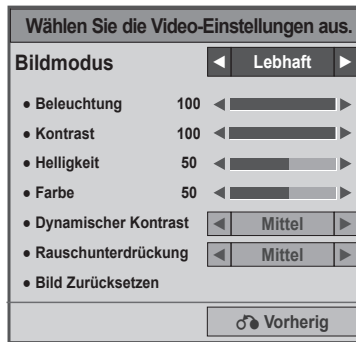 Wählen Sie die Video-Einstellungen aus.
Bildmodus ◄ Lebhaft ►
● Beleuchtung 100 ◄ ►
● Kontrast 100 ◄ ►
● Helligkeit 50 ◄ ►
● Farbe 50 ◄ ►
● Dynamischer Kontrast ◄ Mittel ►
● Rauschunterdrückung ◄ Mittel ►
● Bild Zurücksetzen
Vorherig